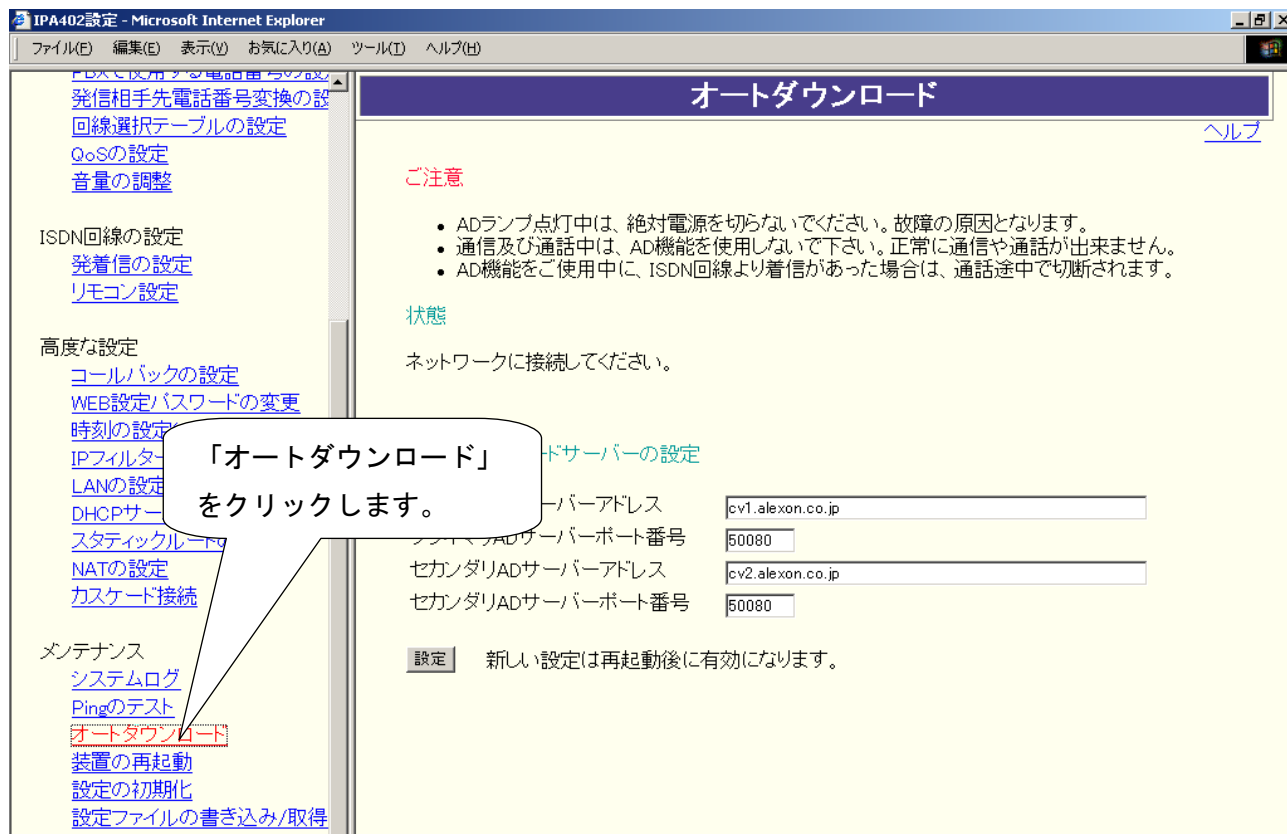 IPA402設定 - Microsoft Internet Explorer
ファイル(F) 編集(E) 表示(V) お気に入り(A) ツール(T) ヘルプ(H)
発信相手先電話番号変換の設
回線選択テーブルの設定
QoSの設定
音量の調整
ISDN回線の設定
発着信の設定
リモコン設定
高度な設定
コールバックの設定
WEB設定パスワードの変更
時刻の設定
IPフィルター
LANの設定
DHCPサー
スタティックルート
NATの設定
カスケード接続
メンテナンス
システムログ
Pingのテスト
オートダウンロード
装置の再起動
設定の初期化
設定ファイルの書き込み/取得
「オートダウンロード」
をクリックします。
オートダウンロード
ヘルプ
ご注意
• ADランプ点灯中は、絶対電源を切らないでください。故障の原因となります。
• 通信及び通話中は、AD機能を使用しないで下さい。正常に通信や通話が出来ません。
• AD機能をご使用中に、ISDN回線より着信があった場合は、通話途中で切断されます。
状態
ネットワークに接続してください。
ドサーバーの設定
ーバーアドレス cv1.alexon.co.jp
プライマリADサーバーポート番号 50080
セカンダリADサーバーアドレス cv2.alexon.co.jp
セカンダリADサーバーポート番号 50080
設定 新しい設定は再起動後に有効になります。